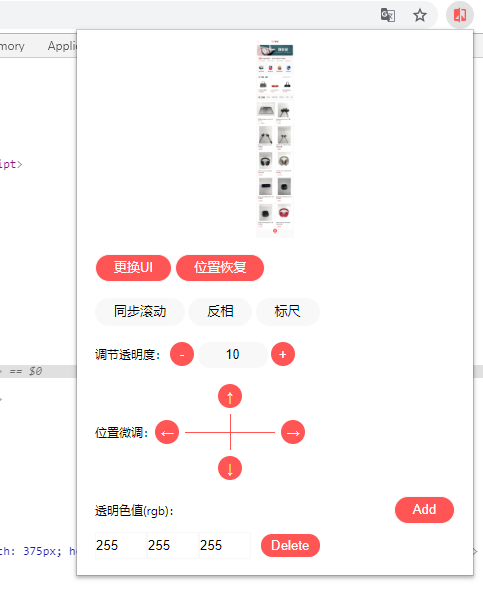 mory
Applic
ipt>
== $0
更换UI 位置恢复
同步滚动 反相 标尺
调节透明度： - 10 +
↑
位置微调： ← →
↓
透明色值(rgb)： Add
255 255 255 Delete
th: 375px; he